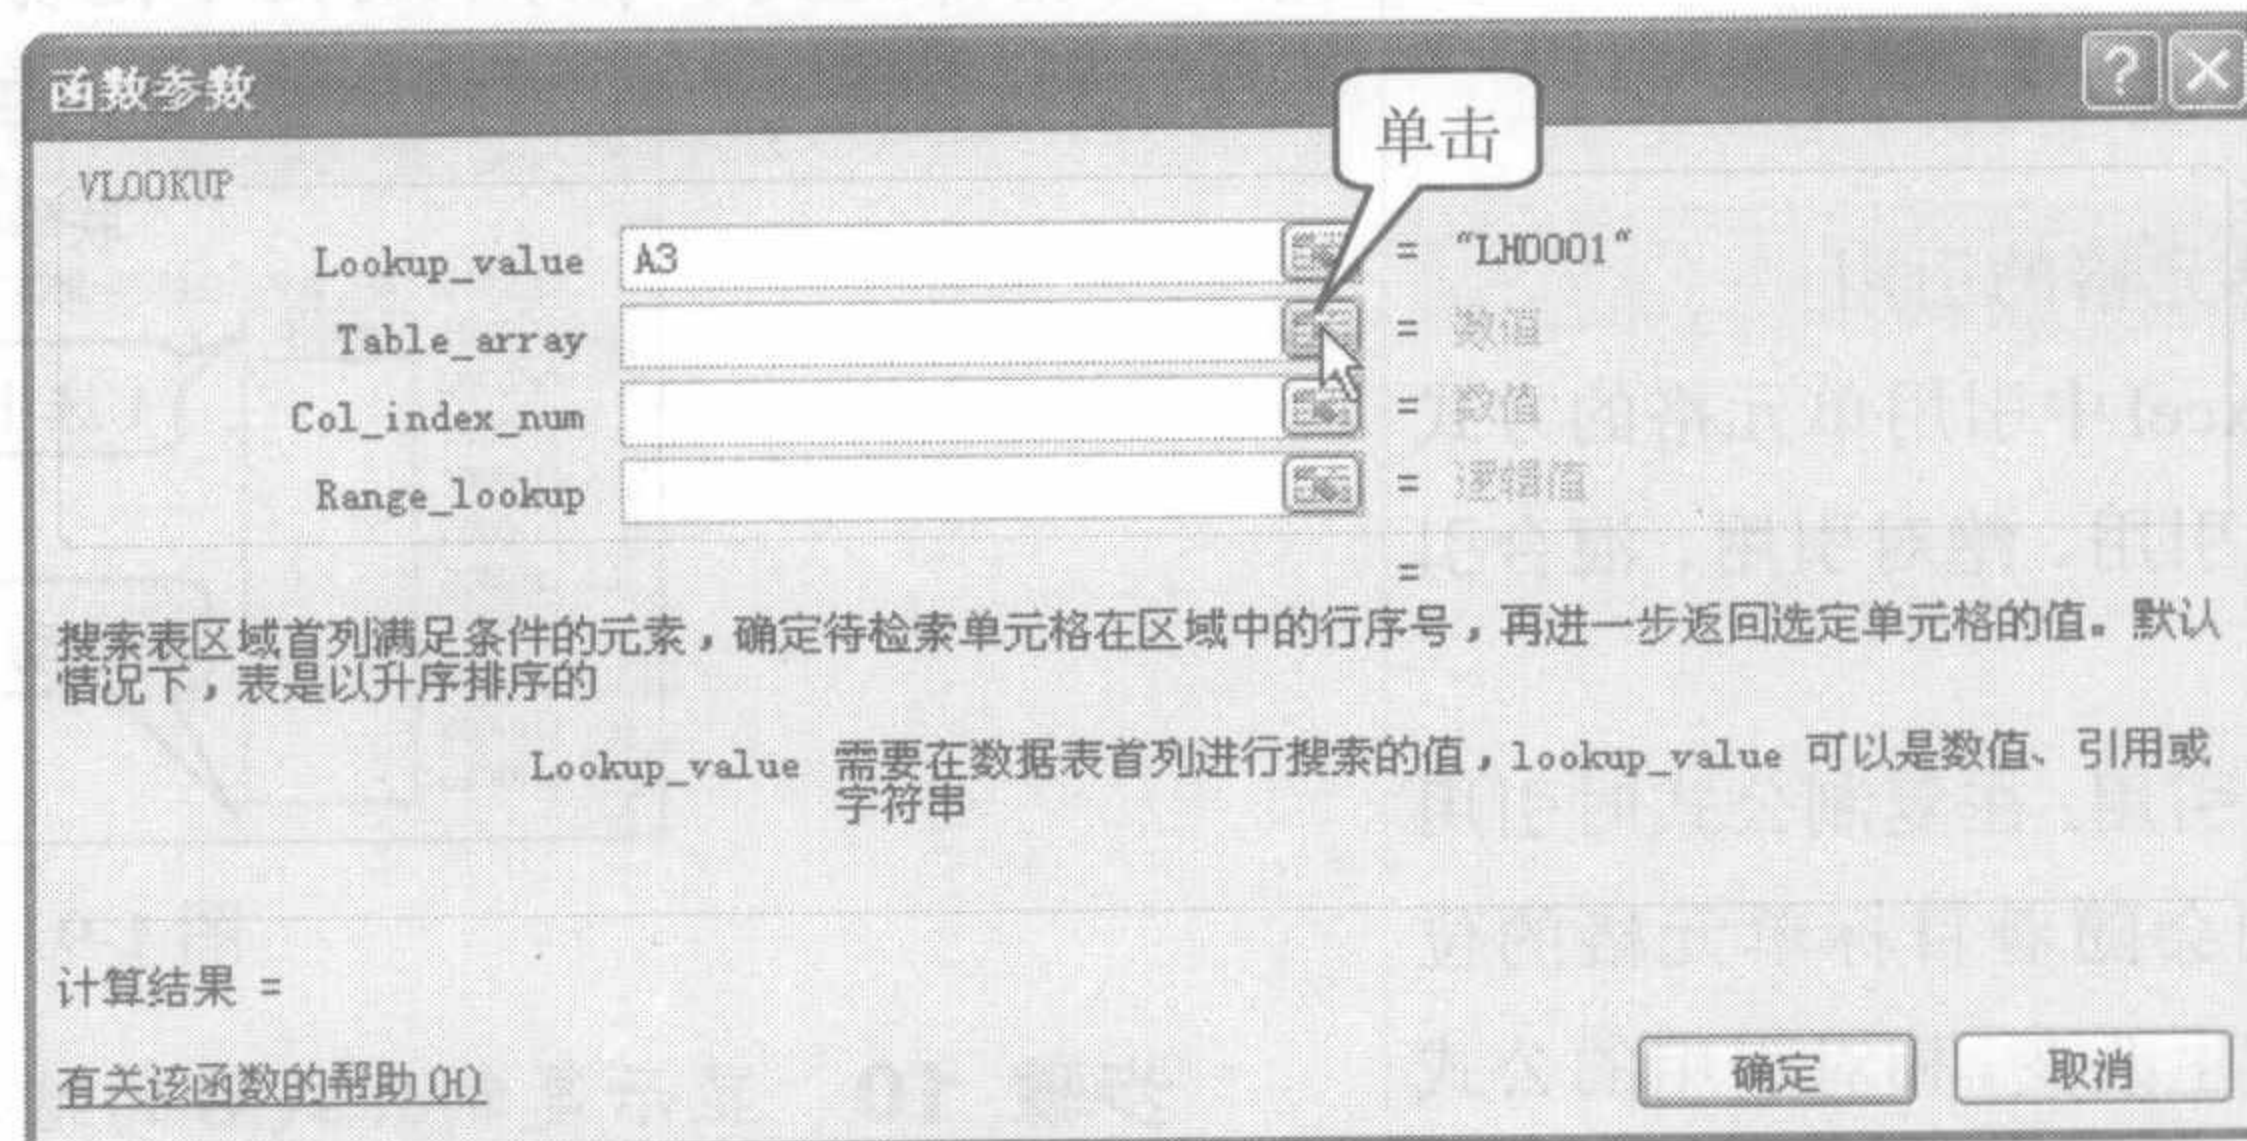 函数参数
单击
VLOOKUP
Lookup_value A3 = "LH0001"
Table_array = 数值
Col_index_num = 数值
Range_lookup = 逻辑值
=
搜索表区域首列满足条件的元素，确定待检索单元格在区域中的行序号，再进一步返回选定单元格的值。默认
情况下，表是以升序排序的
Lookup_value 需要在数据表首列进行搜索的值，lookup_value 可以是数值、引用或
字符串
计算结果 =
有关该函数的帮助(H)
确定 取消